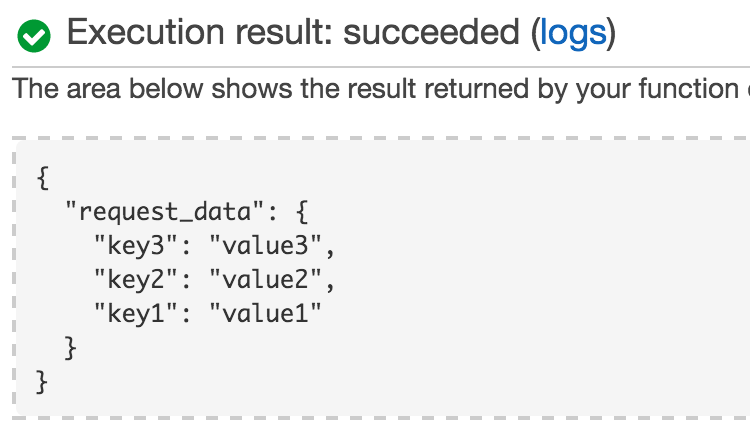 Execution result: succeeded (logs)
The area below shows the result returned by your function
{
  "request_data": {
    "key3": "value3",
    "key2": "value2",
    "key1": "value1"
  }
}